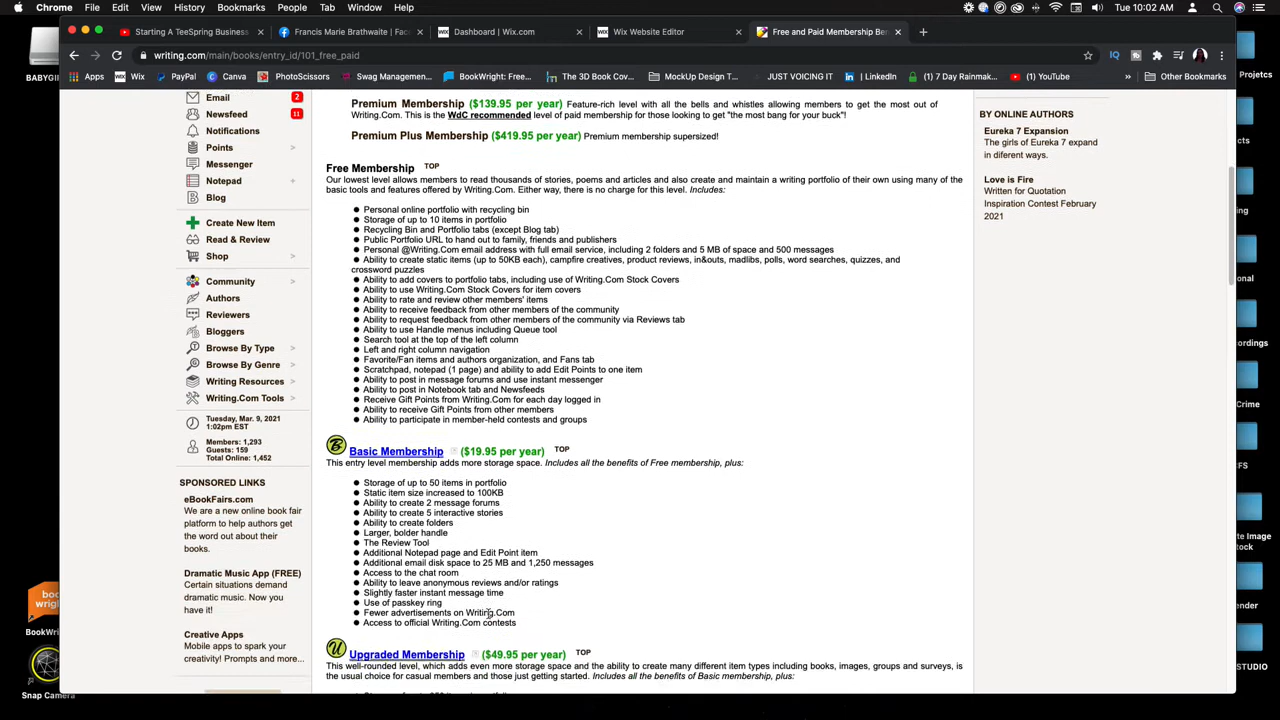 Chrome File Edit View History Bookmarks People Tab Window Help
Tue 10:02 AM
Starting A TeeSpring Business
Francis Marie Brathwaite | Fac
Dashboard | Wix.com
Wix Website Editor
Free and Paid Membership Ben
writing.com/main/books/entry_id/101_free_paid
Apps
Wix
PayPal
Canva
PhotoScissors
Swag Managemen...
BookWright: Free...
The 3D Book Cov...
MockUp Design T...
JUST VOICING IT
LinkedIn
(1) 7 Day Rainmak...
(1) YouTube
»
Other Bookmarks
BABYGI
BookWri
Snap Camera
Email 2
Newsfeed 11
Notifications
Points >
Messenger
Notepad +
Blog
Create New Item
Read & Review
Shop >
Community >
Authors
Reviewers
Bloggers
Browse By Type >
Browse By Genre >
Writing Resources >
Writing.Com Tools >
Tuesday, Mar. 9, 2021
1:02pm EST
Members: 1,293
Guests: 159
Total Online: 1,452
SPONSORED LINKS
eBookFairs.com
We are a new online book fair
platform to help authors get
the word out about their
books.
Dramatic Music App (FREE)
Certain situations demand
dramatic music. Now you
have it!
Creative Apps
Mobile apps to spark your
creativity! Prompts and more...
Premium Membership ($139.95 per year) Feature-rich level with all the bells and whistles allowing members to get the most out of
Writing.Com. This is the WdC recommended level of paid membership for those looking to get "the most bang for your buck"!
Premium Plus Membership ($419.95 per year) Premium membership supersized!
Free Membership TOP
Our lowest level allows members to read thousands of stories, poems and articles and also create and maintain a writing portfolio of their own using many of the
basic tools and features offered by Writing.Com. Either way, there is no charge for this level. Includes:
● Personal online portfolio with recycling bin
● Storage of up to 10 items in portfolio
● Recycling Bin and Portfolio tabs (except Blog tab)
● Public Portfolio URL to hand out to family, friends and publishers
● Personal @Writing.Com email address with full email service, including 2 folders and 5 MB of space and 500 messages
● Ability to create static items (up to 50KB each), campfire creatives, product reviews, in&outs, madlibs, polls, word searches, quizzes, and
crossword puzzles
● Ability to add covers to portfolio tabs, including use of Writing.Com Stock Covers
● Ability to use Writing.Com Stock Covers for item covers
● Ability to rate and review other members' items
● Ability to receive feedback from other members of the community
● Ability to request feedback from other members of the community via Reviews tab
● Ability to use Handle menus including Queue tool
● Search tool at the top of the left column
● Left and right column navigation
● Favorite/Fan items and authors organization, and Fans tab
● Scratchpad, notepad (1 page) and ability to add Edit Points to one item
● Ability to post in message forums and use instant messenger
● Ability to post in Notebook tab and Newsfeeds
● Receive Gift Points from Writing.Com for each day logged in
● Ability to receive Gift Points from other members
● Ability to participate in member-held contests and groups
B Basic Membership ($19.95 per year) TOP
This entry level membership adds more storage space. Includes all the benefits of Free membership, plus:
● Storage of up to 50 items in portfolio
● Static item size increased to 100KB
● Ability to create 2 message forums
● Ability to create 5 interactive stories
● Ability to create folders
● Larger, bolder handle
● The Review Tool
● Additional Notepad page and Edit Point item
● Additional email disk space to 25 MB and 1,250 messages
● Access to the chat room
● Ability to leave anonymous reviews and/or ratings
● Slightly faster instant message time
● Use of passkey ring
● Fewer advertisements on Writing.Com
● Access to official Writing.Com contests
U Upgraded Membership ($49.95 per year) TOP
This well-rounded level, which adds even more storage space and the ability to create many different item types including books, images, groups and surveys, is
the usual choice for casual members and those just getting started. Includes all the benefits of Basic membership, plus:
BY ONLINE AUTHORS
Eureka 7 Expansion
The girls of Eureka 7 expand
in diferent ways.
Love is Fire
Written for Quotation
Inspiration Contest February
2021
ojects
cts
ng
cordings
Crime
CFS
ate Image
tock
ender
STUDIO